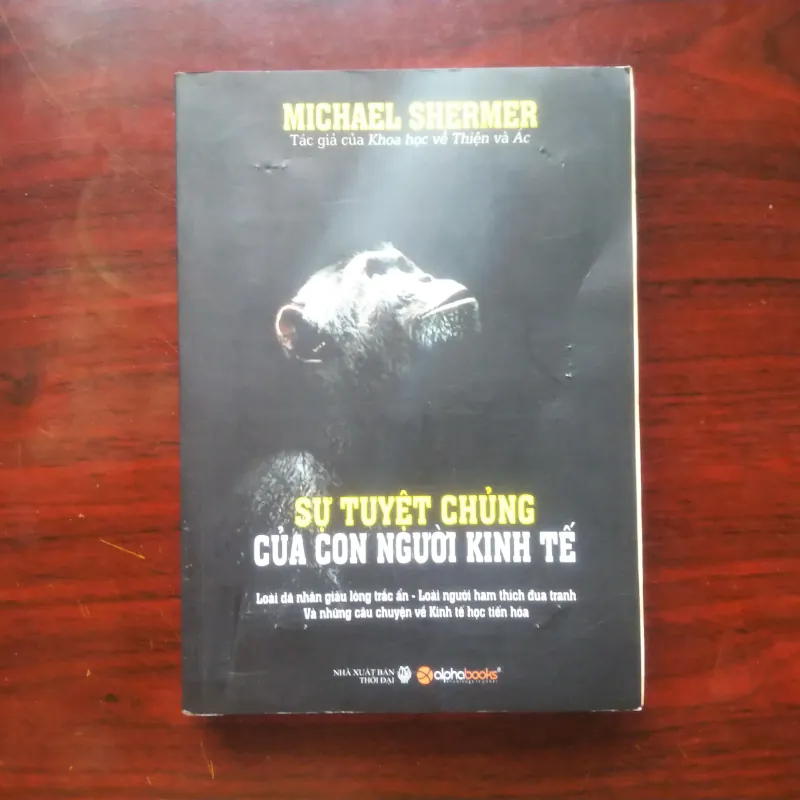 MICHAEL SHERMER
Tác giả của Khoa học về Thiện và Ác
SỰ TUYỆT CHỦNG
CỦA CON NGƯỜI KINH TẾ
Loài dã nhân giàu lòng trắc ẩn - Loài người ham thích đua tranh
Và những câu chuyện về Kinh tế học tiến hóa
NHÀ XUẤT BẢN
THỜI ĐẠI
alphabooks®